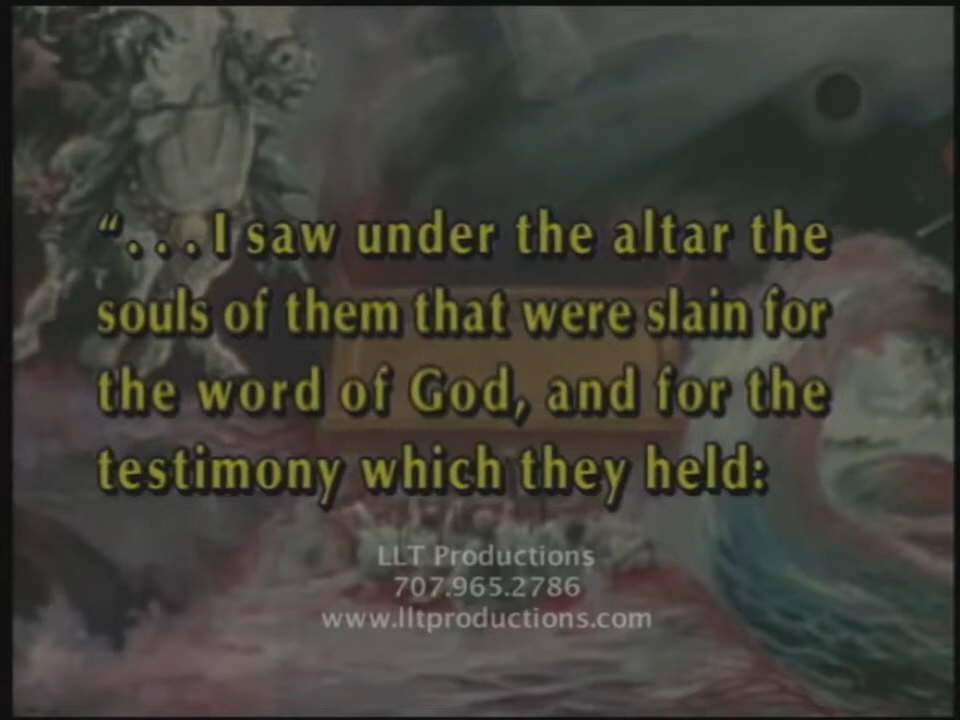 “. . . I saw under the altar the
souls of them that were slain for
the word of God, and for the
testimony which they held:
LLT Productions
707.965.2786
www.lltproductions.com